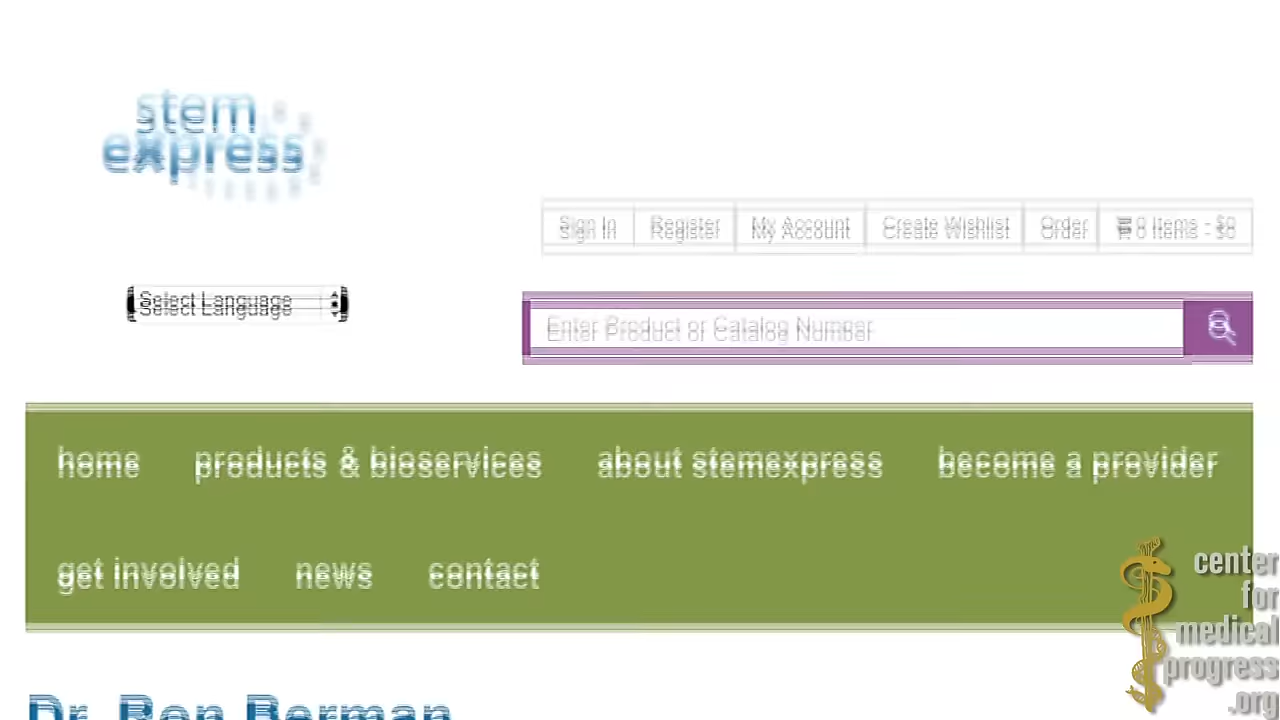 stem
express
Sign In Register My Account Create Wishlist Order 0 Items - $0
Select Language
Enter Product or Catalog Number
home products & bioservices about stemexpress become a provider
get involved news contact
center
for
medical
progress
.org
Dr. Ron Berman